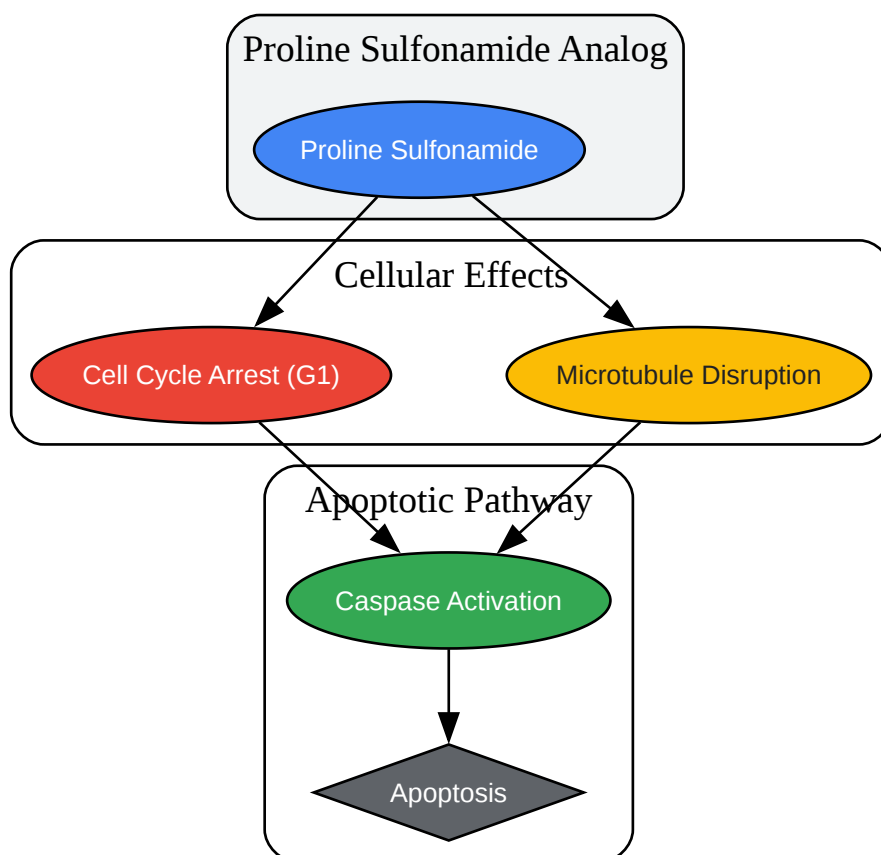 Proline Sulfonamide Analog
Proline Sulfonamide
Cellular Effects
Cell Cycle Arrest (G1)
Microtubule Disruption
Apoptotic Pathway
Caspase Activation
Apoptosis